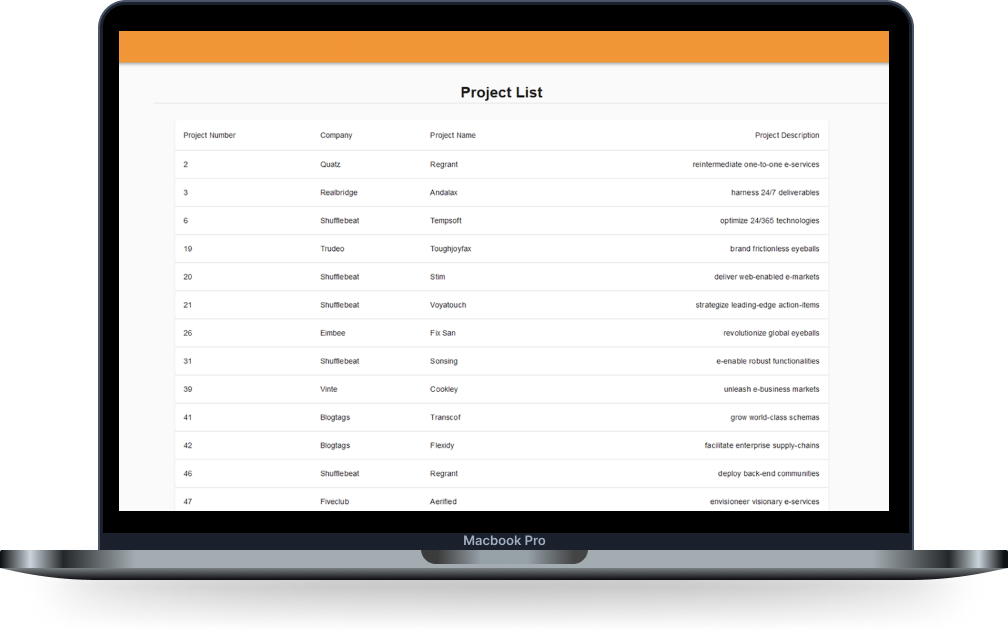 Project List
Project Number Company Project Name Project Description
2 Quatz Regrant reintermediate one-to-one e-services
3 Realbridge Andalax harness 24/7 deliverables
6 Shufflebeat Tempsoft optimize 24/365 technologies
19 Trudeo Toughjoyfax brand frictionless eyeballs
20 Shufflebeat Stim deliver web-enabled e-markets
21 Shufflebeat Voyatouch strategize leading-edge action-items
26 Eimbee Fix San revolutionize global eyeballs
31 Shufflebeat Sonsing e-enable robust functionalities
39 Vinte Cookley unleash e-business markets
41 Blogtags Transcof grow world-class schemas
42 Blogtags Flexidy facilitate enterprise supply-chains
46 Shufflebeat Regrant deploy back-end communities
47 Fiveclub Aerified envisioneer visionary e-services
Macbook Pro